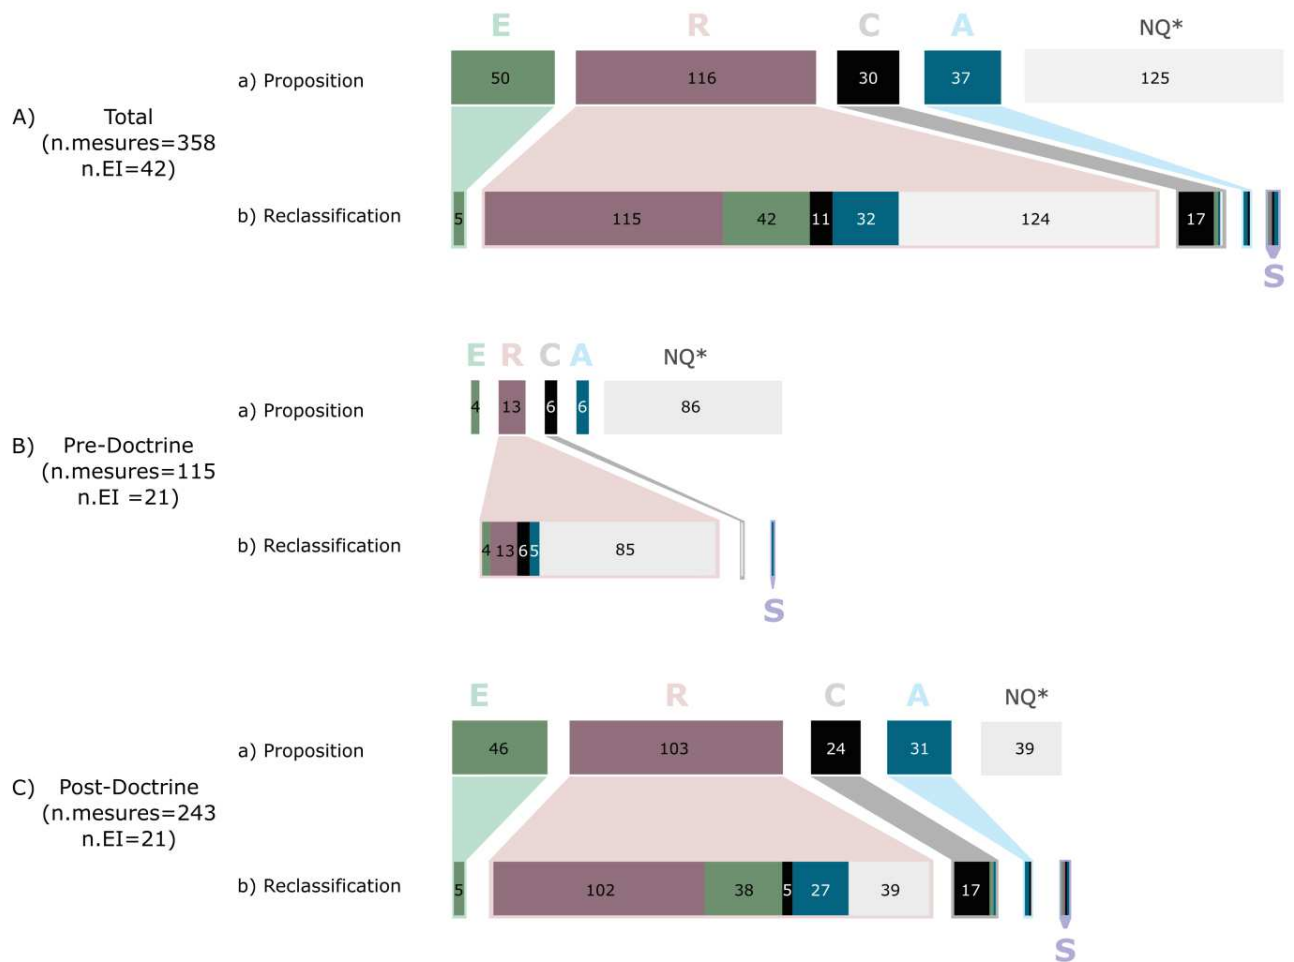 E R C A NQ*
a) Proposition 50 116 30 37 125
A) Total
(n.mesures=358
n.EI=42)
b) Reclassification 5 115 42 11 32 124 17
S
E R C A NQ*
a) Proposition 4 13 6 6 86
B) Pre-Doctrine
(n.mesures=115
n.EI =21)
b) Reclassification 4 13 6 5 85
S
E R C A NQ*
a) Proposition 46 103 24 31 39
C) Post-Doctrine
(n.mesures=243
n.EI=21)
b) Reclassification 5 102 38 5 27 39 17
S